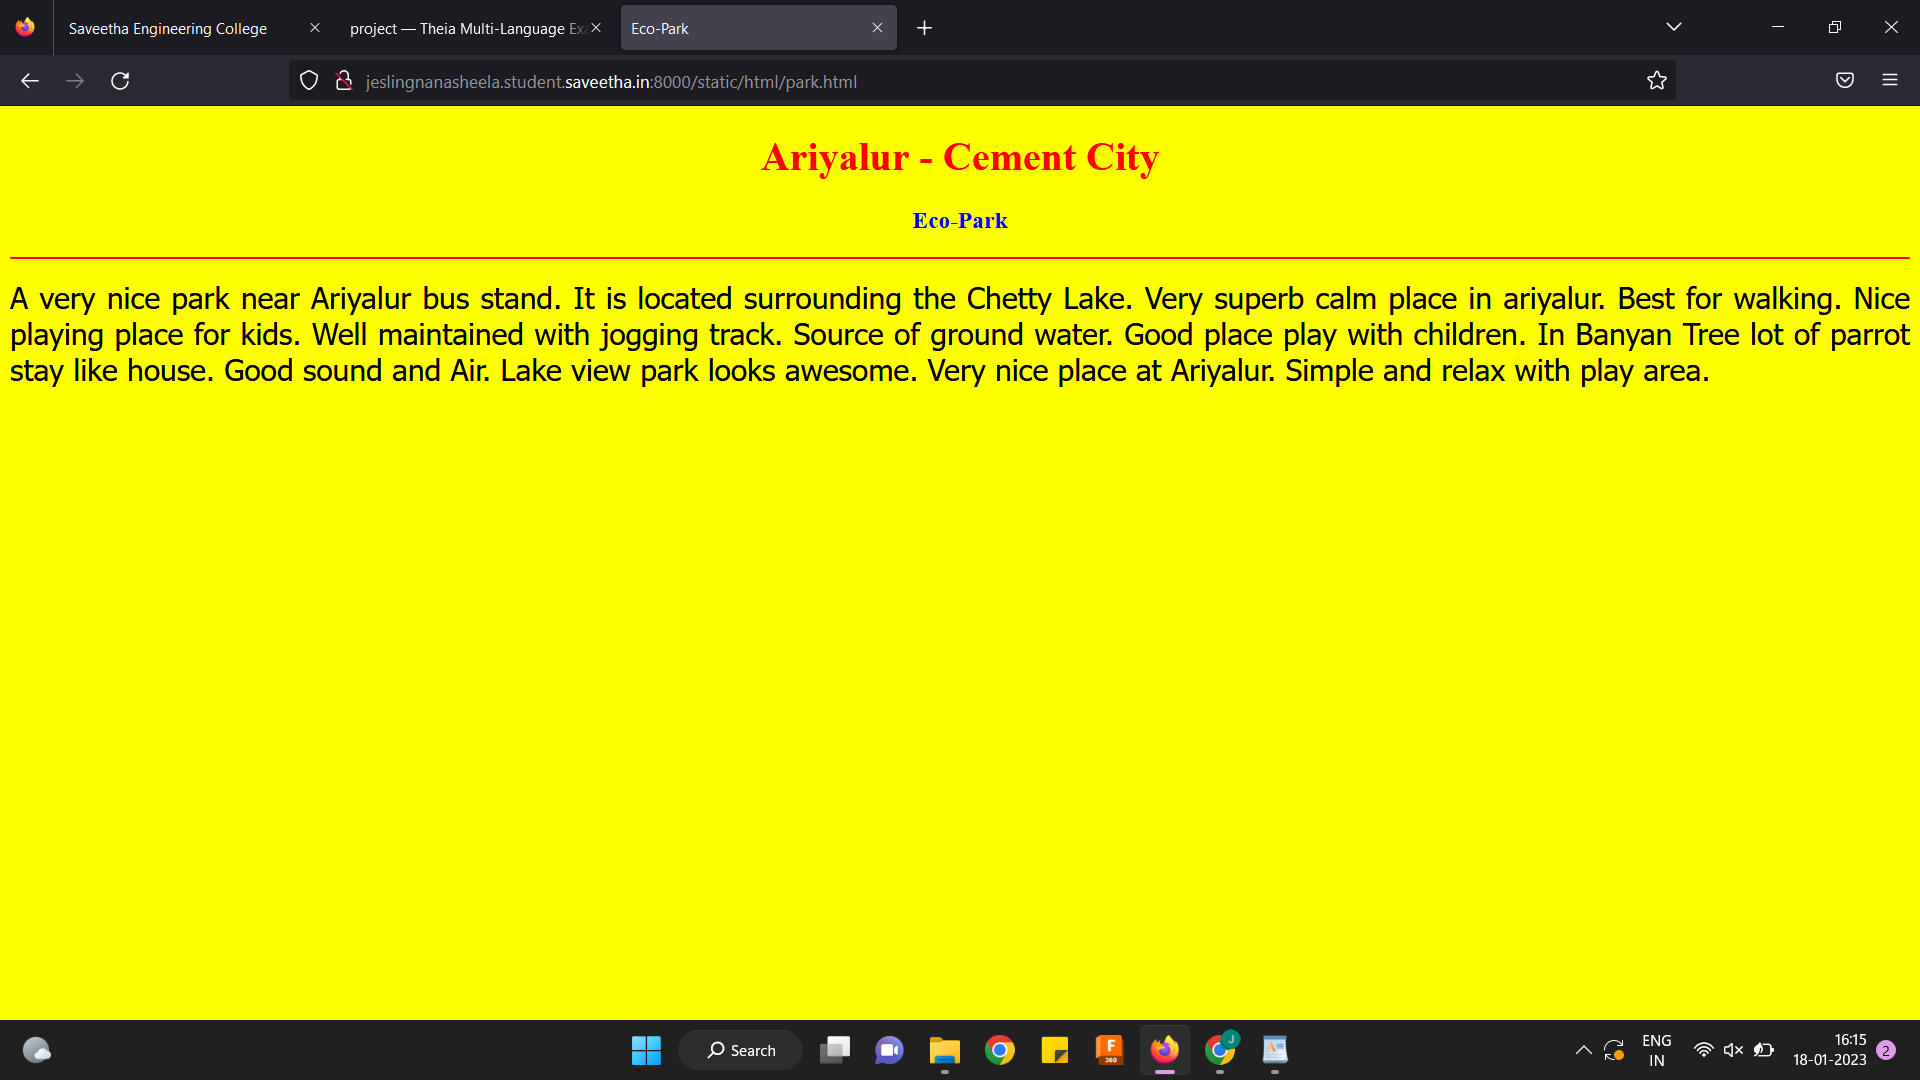 Saveetha Engineering College
project — Theia Multi-Language Exa
Eco-Park
jeslingnanasheela.student.saveetha.in:8000/static/html/park.html
Ariyalur - Cement City
Eco-Park
A very nice park near Ariyalur bus stand. It is located surrounding the Chetty Lake. Very superb calm place in ariyalur. Best for walking. Nice
playing place for kids. Well maintained with jogging track. Source of ground water. Good place play with children. In Banyan Tree lot of parrot
stay like house. Good sound and Air. Lake view park looks awesome. Very nice place at Ariyalur. Simple and relax with play area.
Search
F
360
J
ENG
IN
16:15
18-01-2023
2